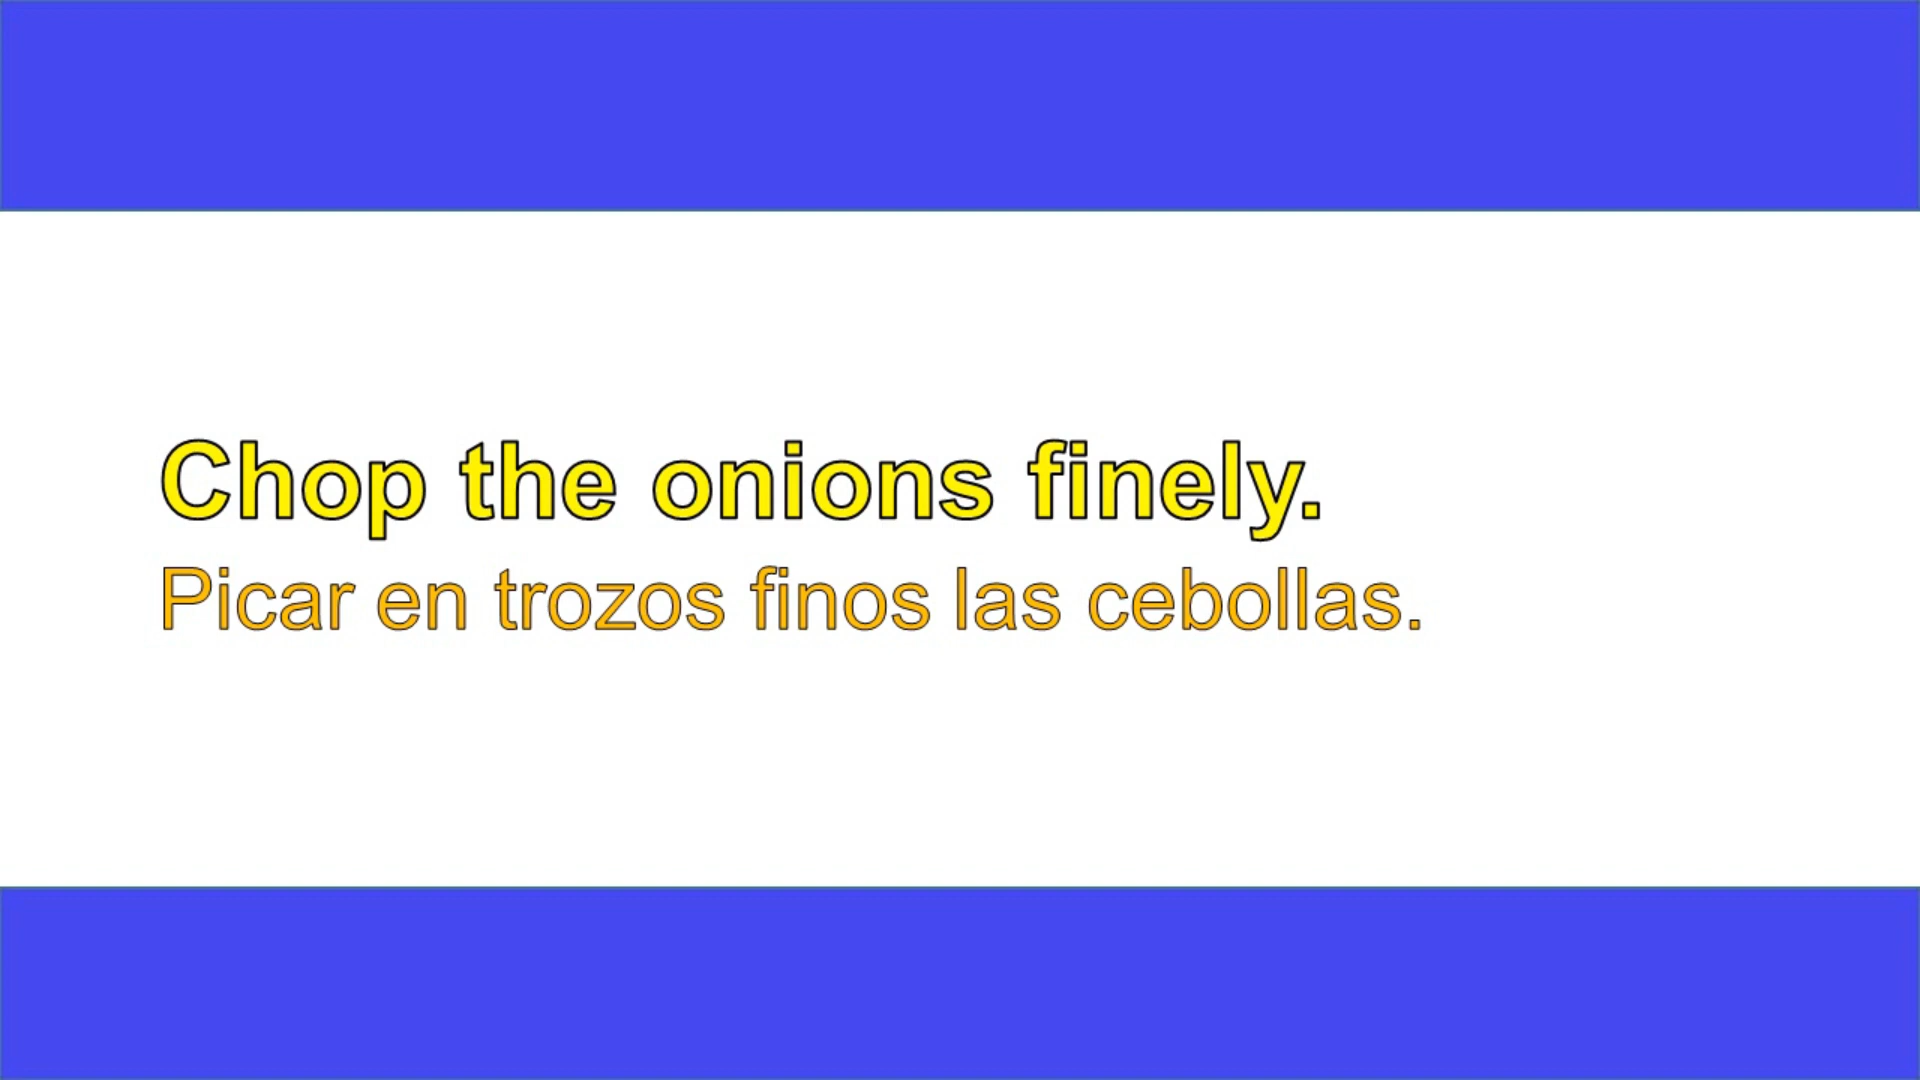 Chop the onions finely.
Picar en trozos finos las cebollas.